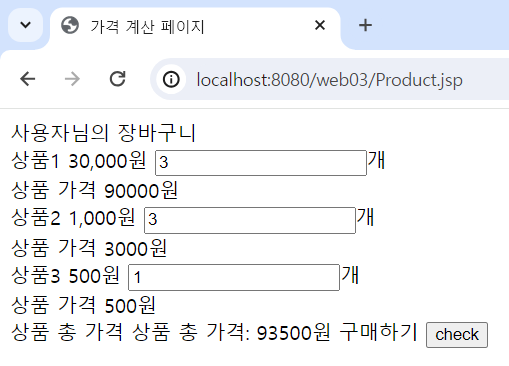 가격 계산 페이지
localhost:8080/web03/Product.jsp
사용자님의 장바구니
상품1 30,000원 3개
상품 가격 90000원
상품2 1,000원 3개
상품 가격 3000원
상품3 500원 1개
상품 가격 500원
상품 총 가격 상품 총 가격: 93500원 구매하기 check